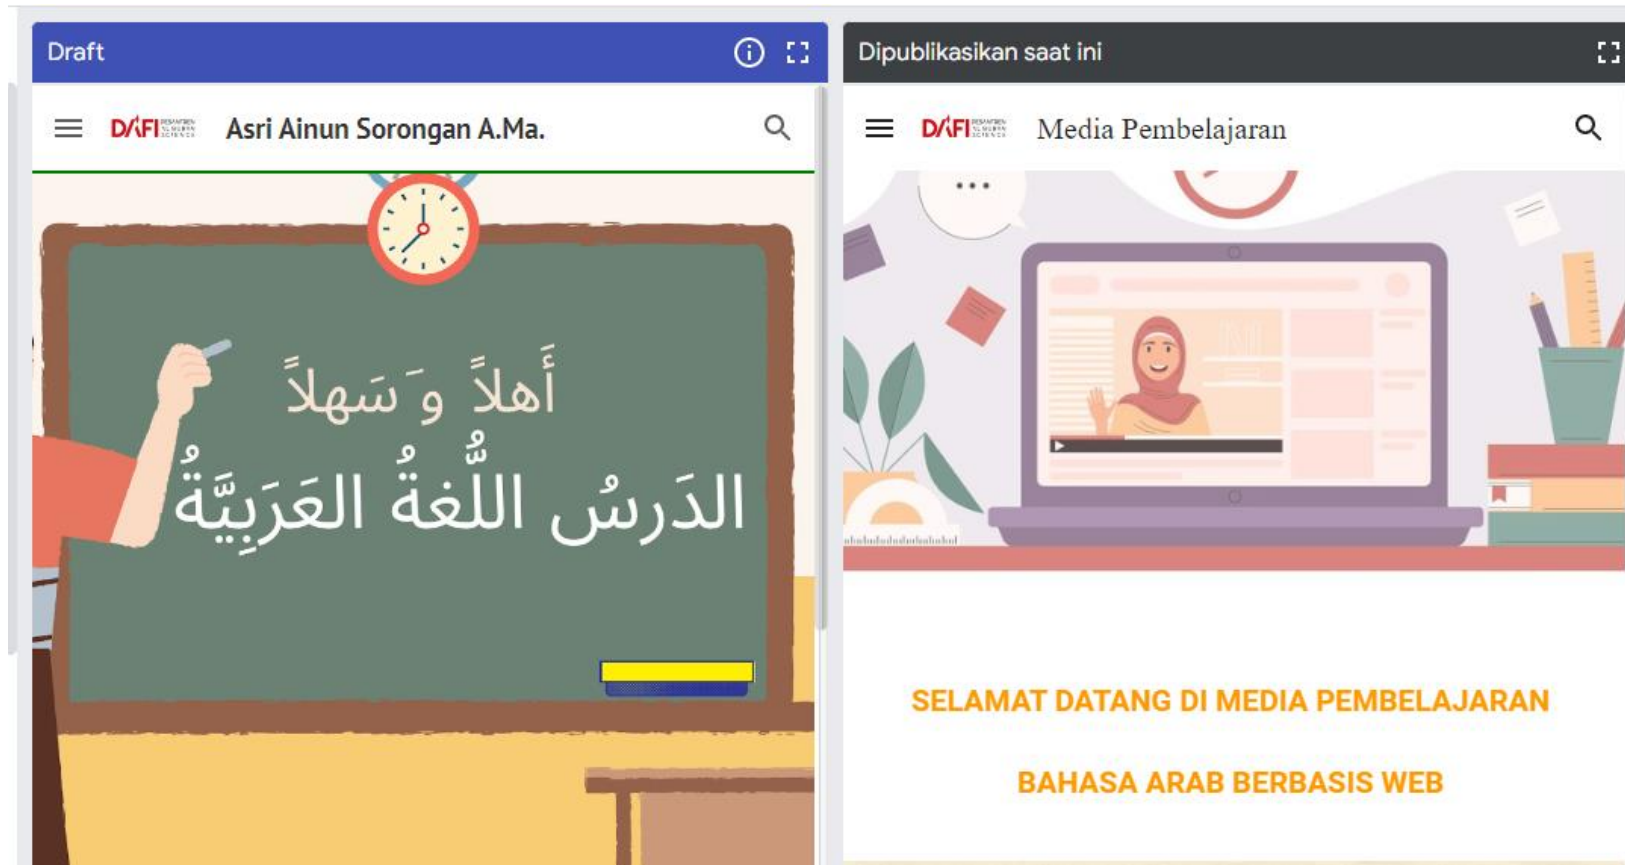 Draft
Dipublikasikan saat ini
DAFI Asri Ainun Sorongan A.Ma.
أَهلاً وَ سَهلاً
الدَرسُ اللُّغةُ العَرَبِيَّةُ
DAFI Media Pembelajaran
SELAMAT DATANG DI MEDIA PEMBELAJARAN
BAHASA ARAB BERBASIS WEB